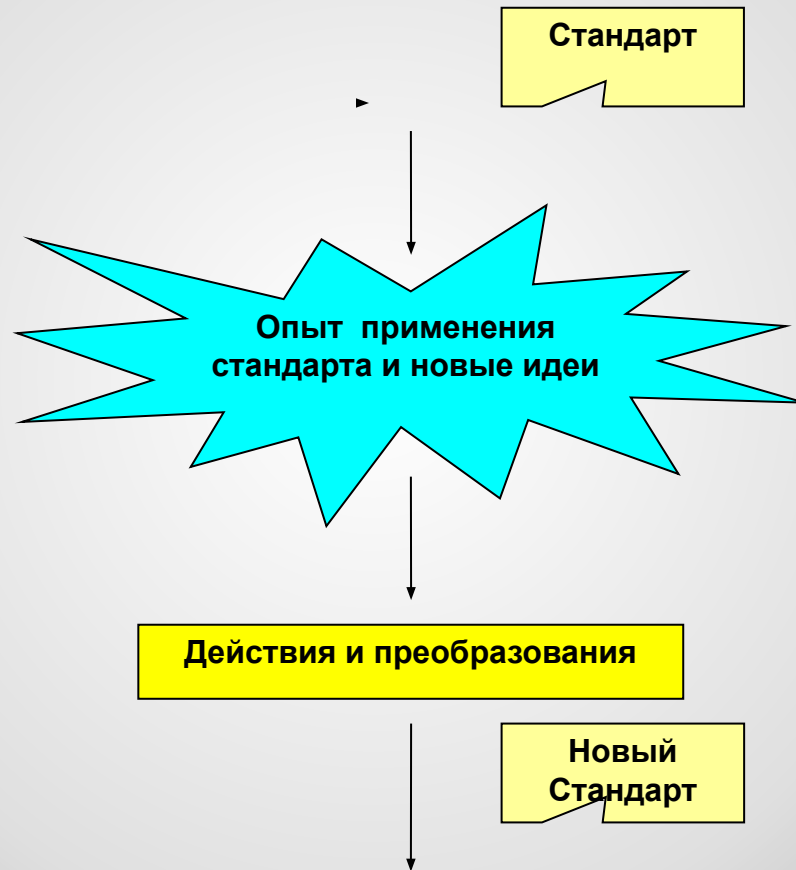 Стандарт
Опыт применения
стандарта и новые идеи
Действия и преобразования
Новый
Стандарт